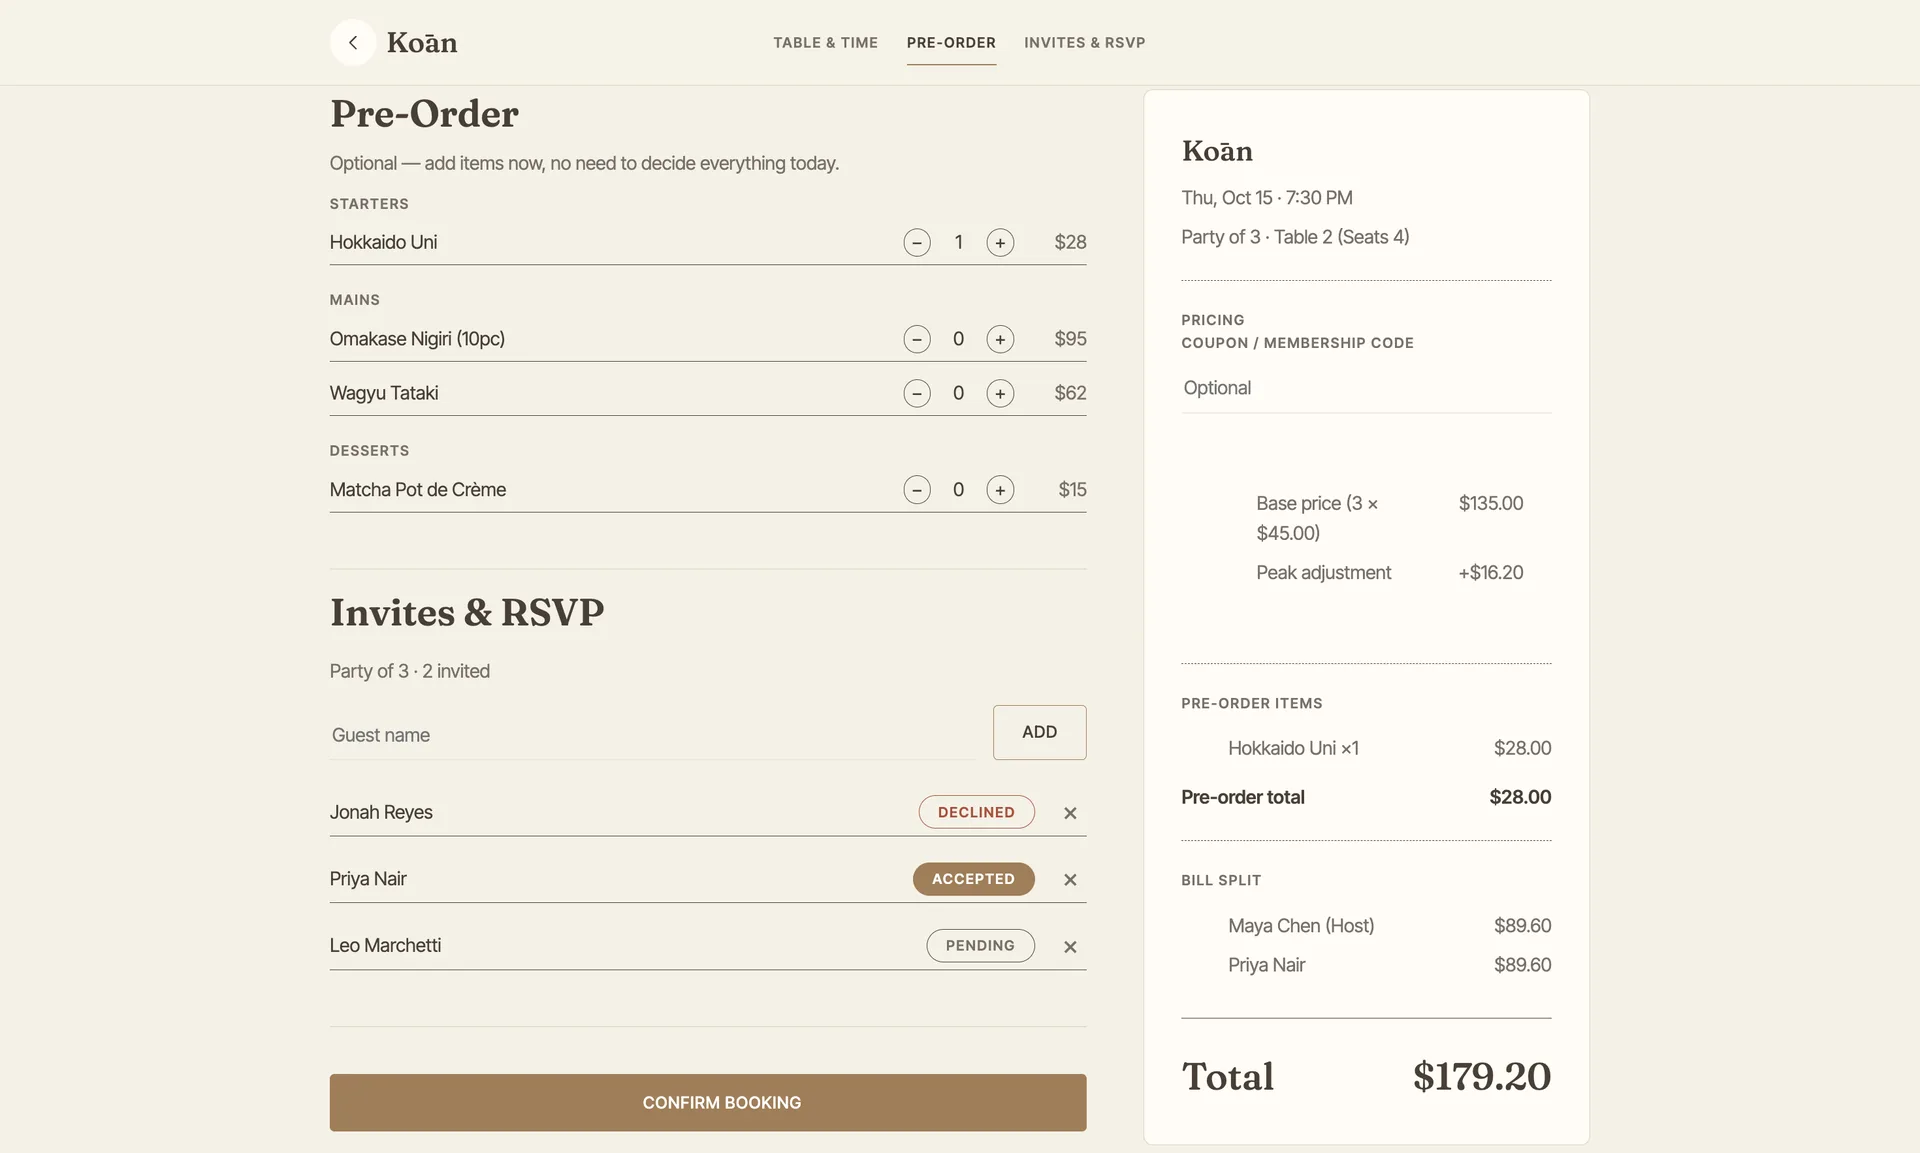 Koān
TABLE & TIME
PRE-ORDER
INVITES & RSVP
Pre-Order
Optional — add items now, no need to decide everything today.
STARTERS
Hokkaido Uni − 1 + $28
MAINS
Omakase Nigiri (10pc) − 0 + $95
Wagyu Tataki − 0 + $62
DESSERTS
Matcha Pot de Crème − 0 + $15
Invites & RSVP
Party of 3 · 2 invited
Guest name ADD
Jonah Reyes DECLINED ×
Priya Nair ACCEPTED ×
Leo Marchetti PENDING ×
CONFIRM BOOKING
Koān
Thu, Oct 15 · 7:30 PM
Party of 3 · Table 2 (Seats 4)
PRICING
COUPON / MEMBERSHIP CODE
Optional
Base price (3 × $135.00
$45.00)
Peak adjustment +$16.20
PRE-ORDER ITEMS
Hokkaido Uni ×1 $28.00
Pre-order total $28.00
BILL SPLIT
Maya Chen (Host) $89.60
Priya Nair $89.60
Total $179.20